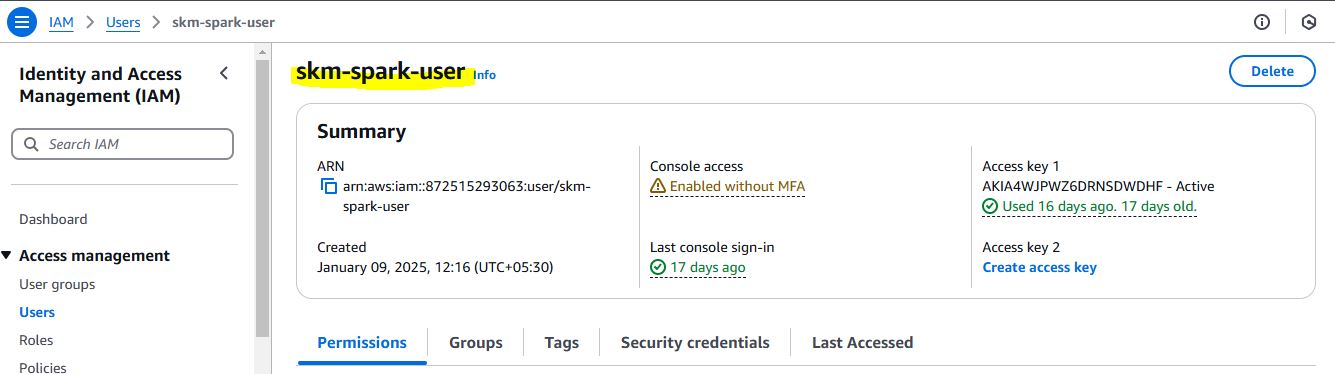 IAM > Users > skm-spark-user
Identity and Access
Management (IAM)
Search IAM
Dashboard
Access management
User groups
Users
Roles
Policies
skm-spark-user Info
Delete
Summary
ARN
arn:aws:iam::872515293063:user/skm-
spark-user
Created
January 09, 2025, 12:16 (UTC+05:30)
Console access
Enabled without MFA
Last console sign-in
17 days ago
Access key 1
AKIA4WJPWZ6DRNSDWDHF - Active
Used 16 days ago. 17 days old.
Access key 2
Create access key
Permissions
Groups
Tags
Security credentials
Last Accessed